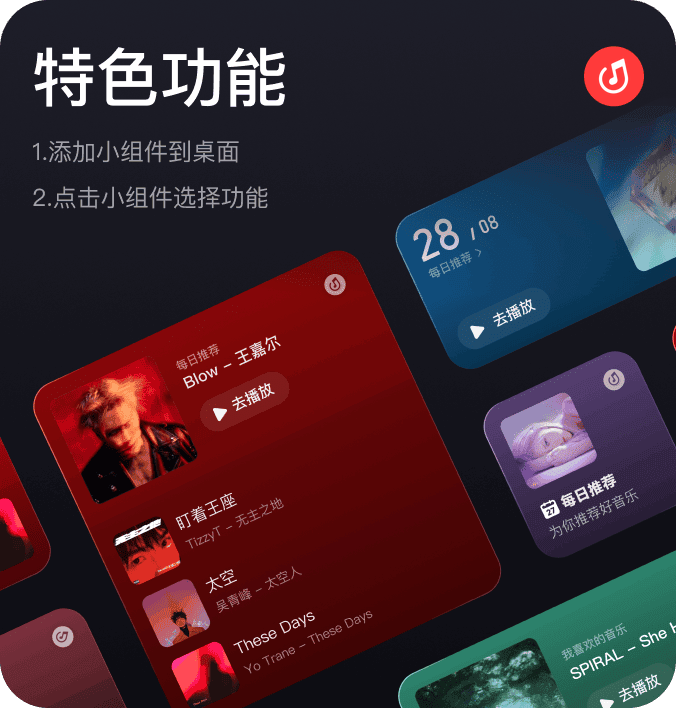 特色功能
1.添加小组件到桌面
2.点击小组件选择功能
28 / 08
每日推荐 >
去播放
每日推荐
Blow - 王嘉尔
去播放
盯着王座
TizzyT - 无主之地
太空
吴青峰 - 太空人
These Days
Yo Trane - These Days
27
每日推荐
为你推荐好音乐
我喜欢的音乐
SPIRAL - She H
去播放